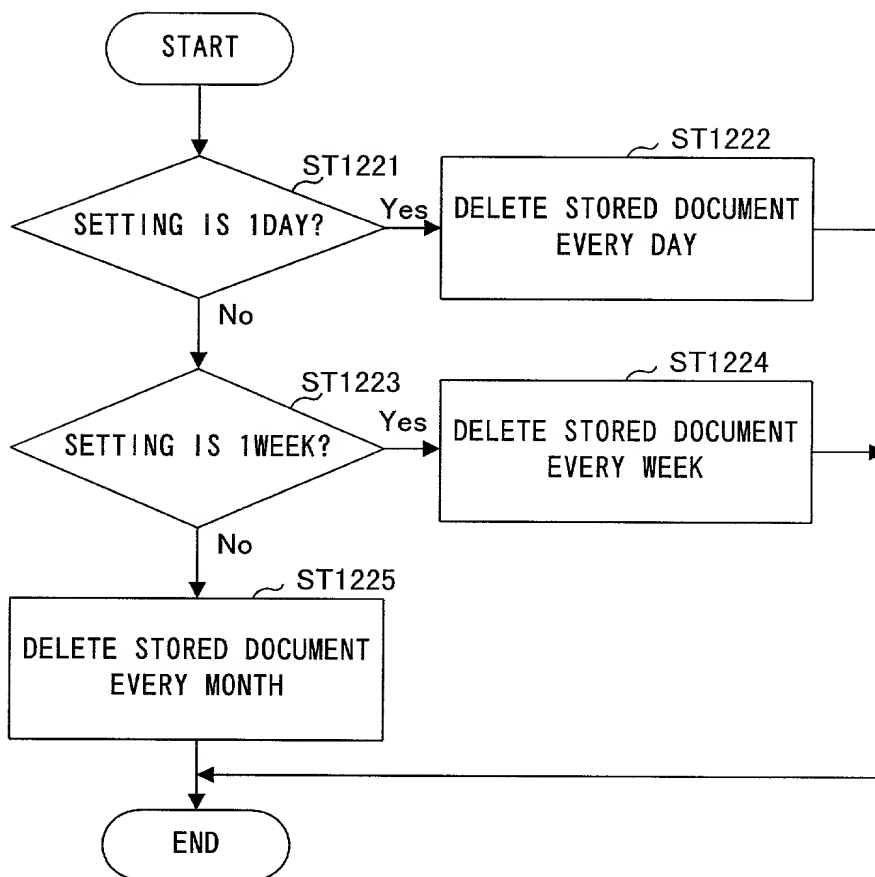 START
ST1221
SETTING IS 1DAY?
Yes
ST1222
DELETE STORED DOCUMENT
EVERY DAY
No
ST1223
SETTING IS 1WEEK?
Yes
ST1224
DELETE STORED DOCUMENT
EVERY WEEK
No
ST1225
DELETE STORED DOCUMENT
EVERY MONTH
END